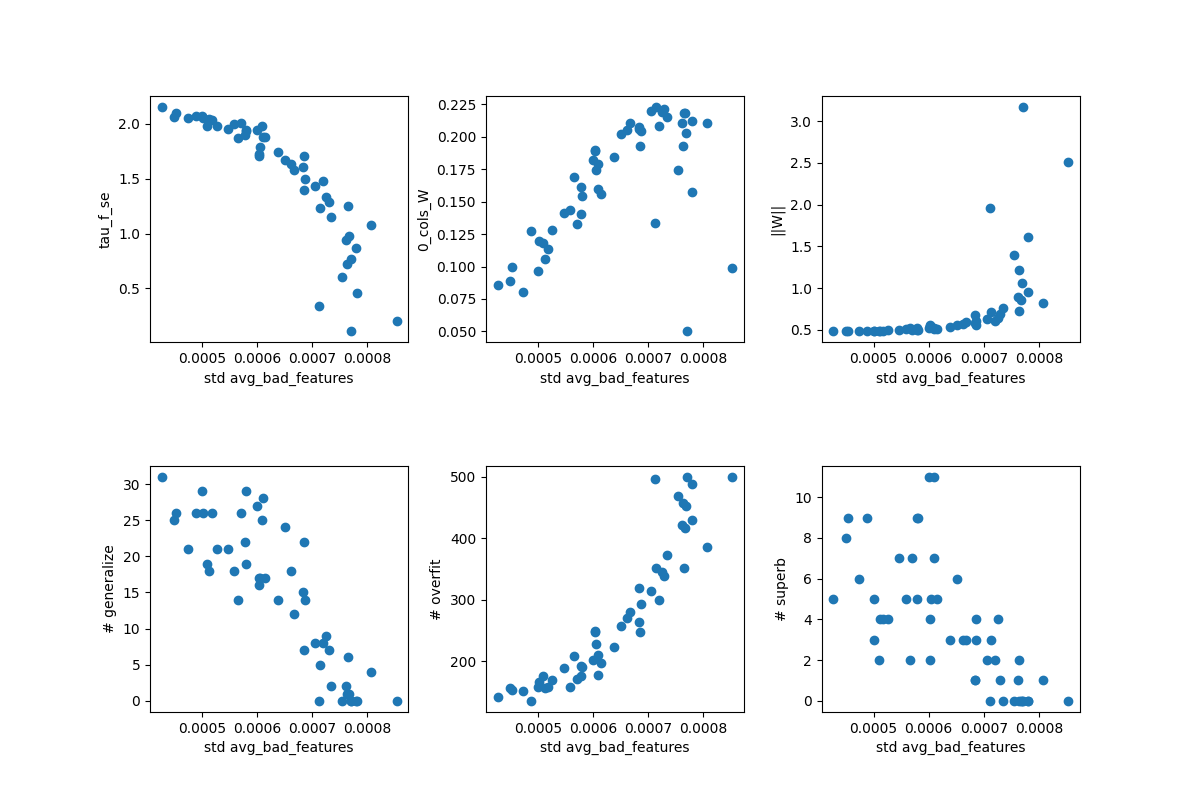 tau_f_se
2.0
1.5
1.0
0.5
0.0005 0.0006 0.0007 0.0008
std avg_bad_features
0_cols_W
0.225
0.200
0.175
0.150
0.125
0.100
0.075
0.050
0.0005 0.0006 0.0007 0.0008
std avg_bad_features
||W||
3.0
2.5
2.0
1.5
1.0
0.5
0.0005 0.0006 0.0007 0.0008
std avg_bad_features
# generalize
30
25
20
15
10
5
0
0.0005 0.0006 0.0007 0.0008
std avg_bad_features
# overfit
500
400
300
200
0.0005 0.0006 0.0007 0.0008
std avg_bad_features
# superb
10
8
6
4
2
0
0.0005 0.0006 0.0007 0.0008
std avg_bad_features